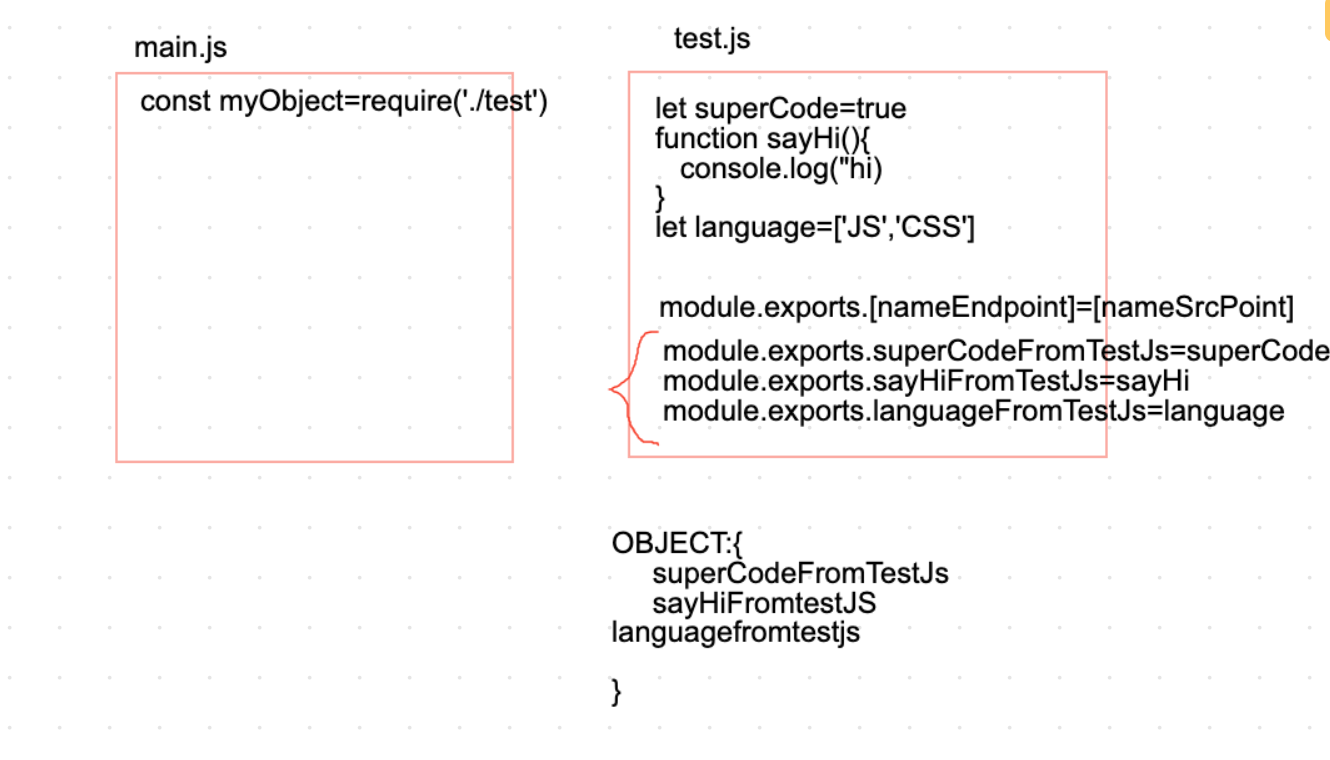 main.js
const myObject=require('./test')
test.js
let superCode=true
function sayHi(){
console.log("hi)
}
let language=['JS','CSS']
module.exports.[nameEndpoint]=[nameSrcPoint]
module.exports.superCodeFromTestJs=superCode
module.exports.sayHiFromTestJs=sayHi
module.exports.languageFromTestJs=language
OBJECT:{
superCodeFromTestJs
sayHiFromtestJS
languagefromtestjs
}